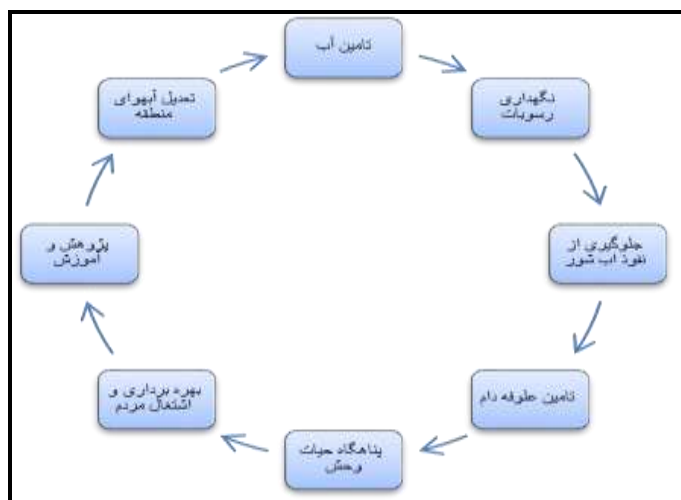 تامین آب
نگهداری
رسوبات
جلوگیری از
نفوذ آب شور
تامین علوفه دام
پناهگاه حیات
وحش
بهره برداری و
اشتغال مردم
پژوهش و
آموزش
تعدیل آبهوای
منطقه